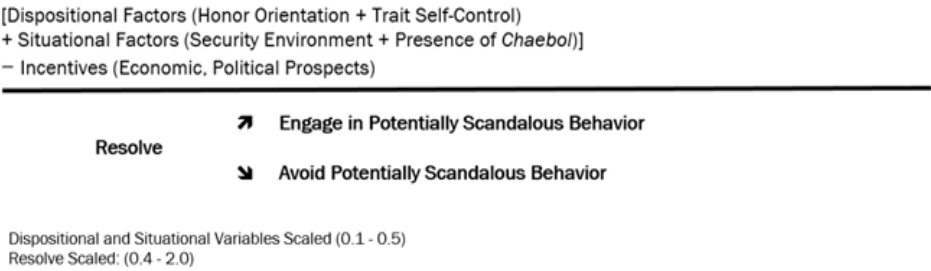 [Dispositional Factors (Honor Orientation + Trait Self-Control)
+ Situational Factors (Security Environment + Presence of Chaebol)]
− Incentives (Economic, Political Prospects)
Resolve
↗ Engage in Potentially Scandalous Behavior
↘ Avoid Potentially Scandalous Behavior
Dispositional and Situational Variables Scaled (0.1 - 0.5)
Resolve Scaled: (0.4 - 2.0)